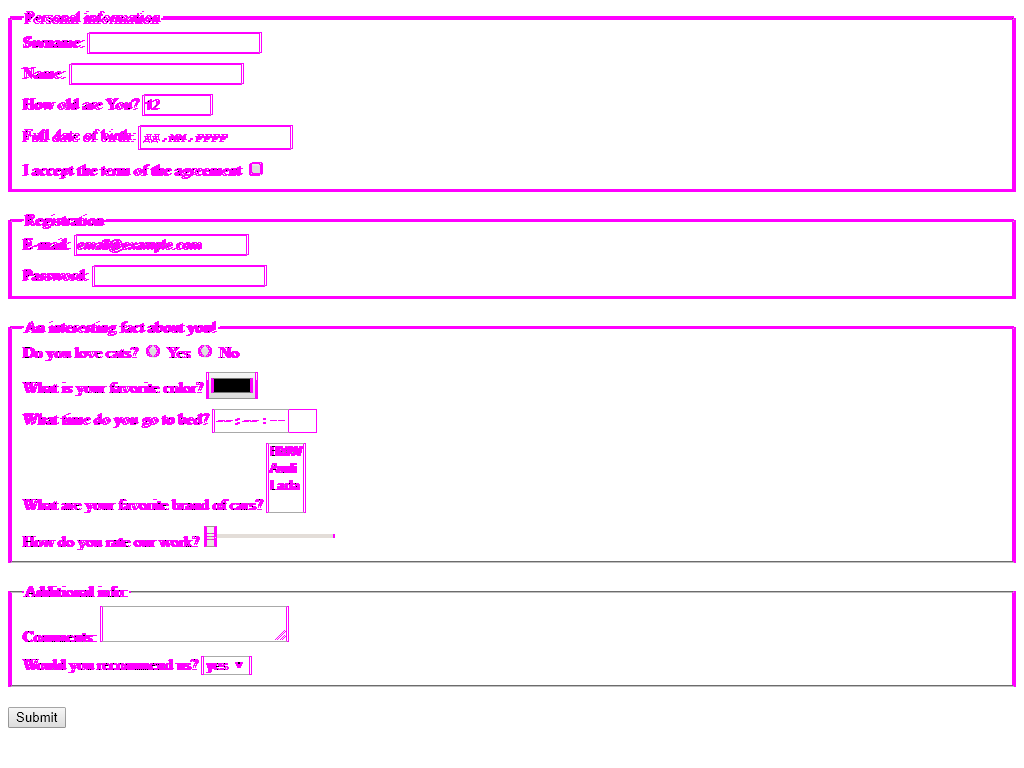 Personal information
Surname:
Name:
How old are You? 12
Full date of birth: дд.мм.гггг
I accept the term of the agreement
Registration
E-mail: email@example.com
Password:
An interesting fact about you!
Do you love cats? Yes No
What is your favorite color?
What time do you go to bed? --:--:--
BMW
Audi
Lada
What are your favorite brand of cars?
How do you rate our work?
Additional info
Comments
Would you recommend us? yes
Submit